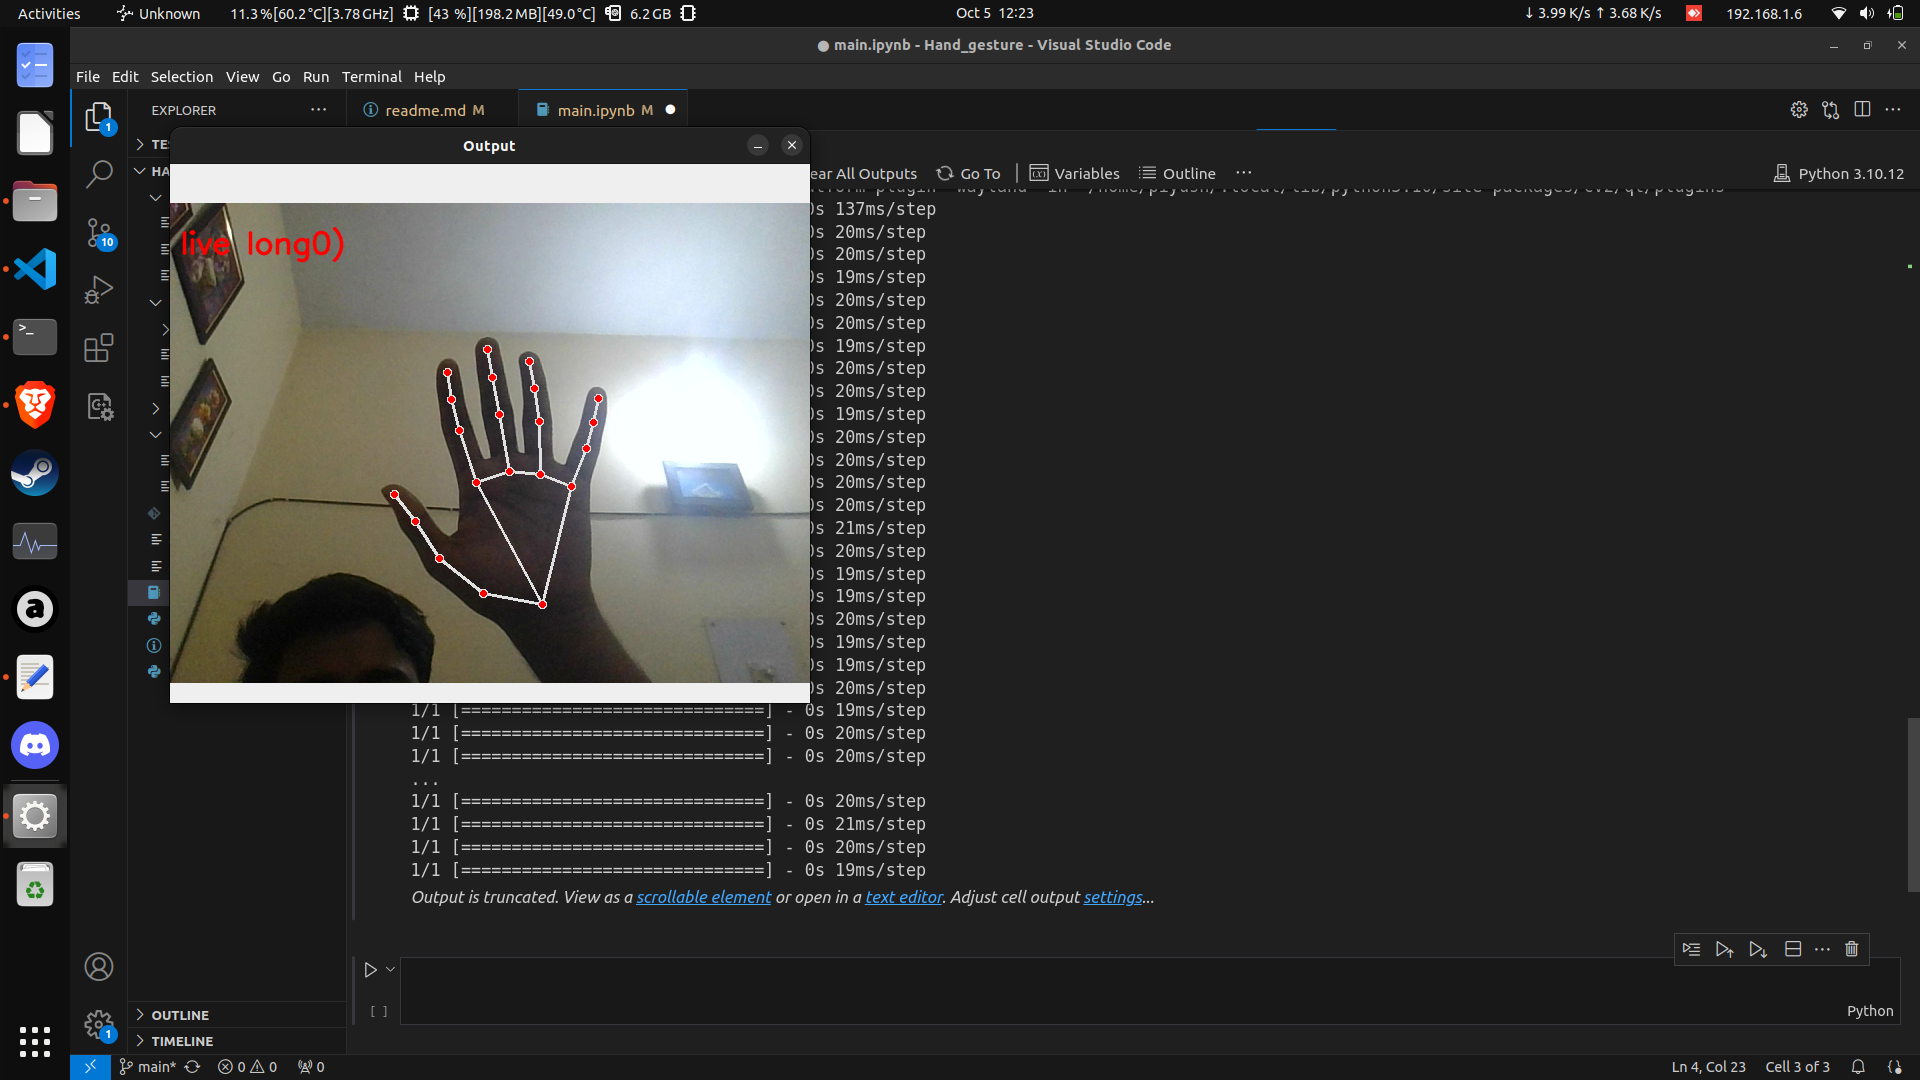 Activities
Unknown
11.3 %[60.2 °C][3.78 GHz]
[43 %][198.2 MB][49.0 °C]
6.2 GB
Oct 5 12:23
↓ 3.99 K/s ↑ 3.68 K/s
192.168.1.6
● main.ipynb - Hand_gesture - Visual Studio Code
File Edit Selection View Go Run Terminal Help
EXPLORER
readme.md M
main.ipynb M
1
TE
Output
HA
ear All Outputs
Go To
Variables
Outline
Python 3.10.12
0s 137ms/step
0s 20ms/step
live long0)
10
0s 20ms/step
0s 19ms/step
0s 20ms/step
0s 20ms/step
0s 19ms/step
0s 20ms/step
0s 20ms/step
0s 19ms/step
0s 20ms/step
0s 20ms/step
0s 20ms/step
0s 20ms/step
0s 21ms/step
0s 20ms/step
0s 19ms/step
0s 19ms/step
0s 20ms/step
0s 19ms/step
0s 19ms/step
0s 20ms/step
1/1 [==============================] - 0s 19ms/step
1/1 [==============================] - 0s 20ms/step
1/1 [==============================] - 0s 20ms/step
...
1/1 [==============================] - 0s 20ms/step
1/1 [==============================] - 0s 21ms/step
1/1 [==============================] - 0s 20ms/step
1/1 [==============================] - 0s 19ms/step
Output is truncated. View as a scrollable element or open in a text editor. Adjust cell output settings...
[ ]
Python
OUTLINE
1
TIMELINE
main*
0 0
0
Ln 4, Col 23
Cell 3 of 3